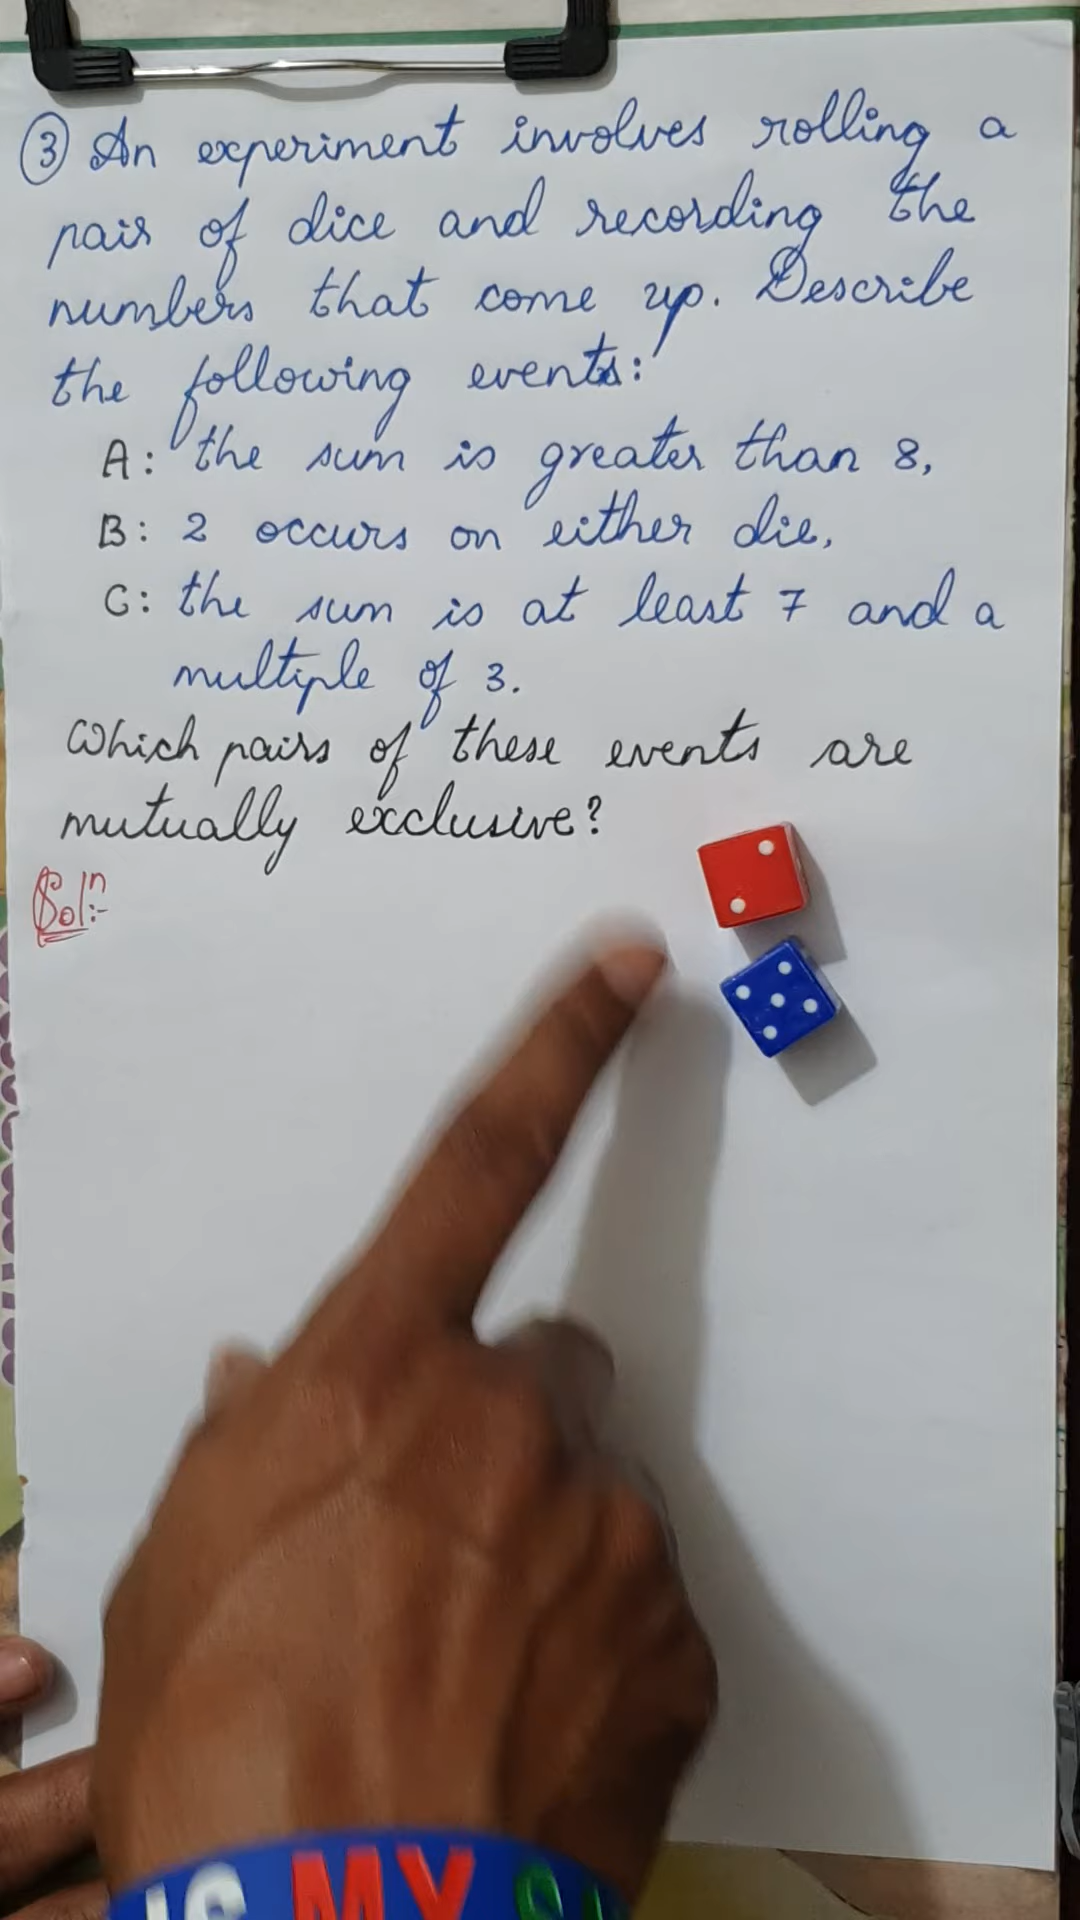 ③ An experiment involves rolling a
pair of dice and recording the
numbers that come up. Describe
the following events:
A: the sum is greater than 8,
B: 2 occurs on either die,
C: the sum is at least 7 and a
multiple of 3.
Which pairs of these events are
mutually exclusive?
Solⁿ:-
IS MY